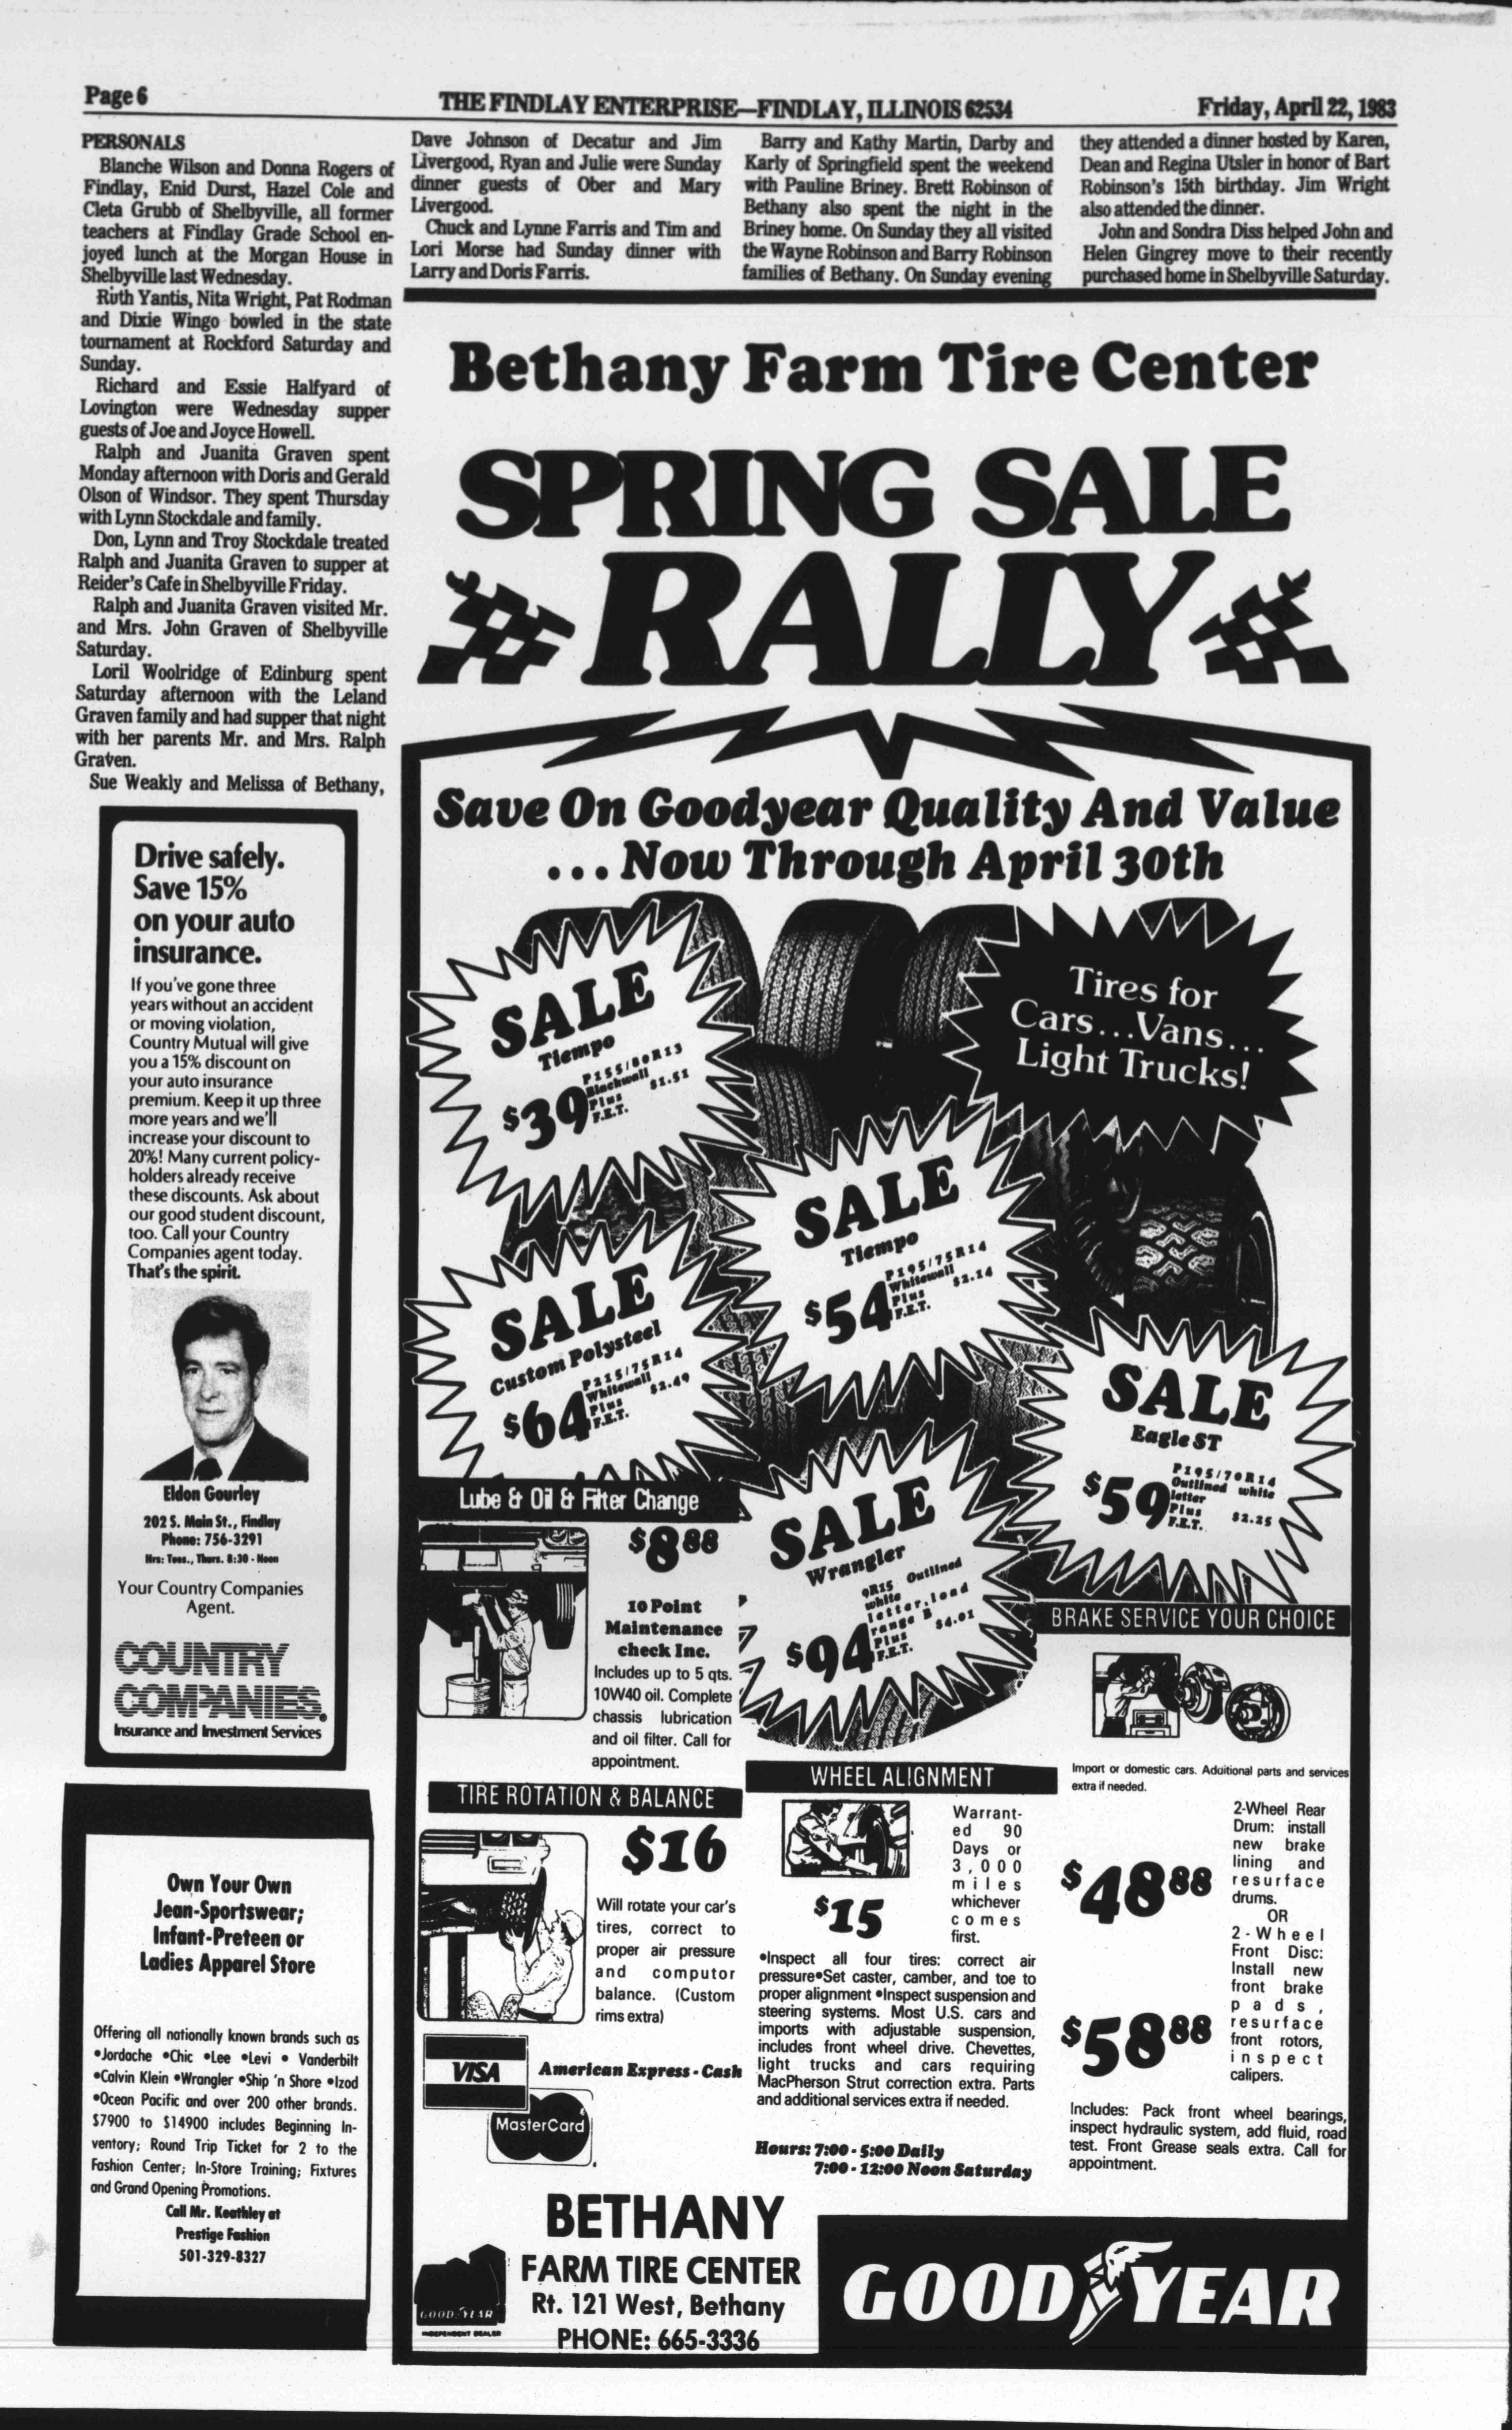 Page 6
THE FINDLAY ENTERPRISE—FINDLAY, ILLINOIS 62534
Friday, April 22, 1983
PERSONALS
Blanche Wilson and Donna Rogers of
Findlay, Enid Durst, Hazel Cole and
Cleta Grubb of Shelbyville, all former
teachers at Findlay Grade School en-
joyed lunch at the Morgan House in
Shelbyville last Wednesday.
Ruth Yantis, Nita Wright, Pat Rodman
and Dixie Wingo bowled in the state
tournament at Rockford Saturday and
Sunday.
Richard and Essie Halfyard of
Lovington were Wednesday supper
guests of Joe and Joyce Howell.
Ralph and Juanita Graven spent
Monday afternoon with Doris and Gerald
Olson of Windsor. They spent Thursday
with Lynn Stockdale and family.
Don, Lynn and Troy Stockdale treated
Ralph and Juanita Graven to supper at
Reider's Cafe in Shelbyville Friday.
Ralph and Juanita Graven visited Mr.
and Mrs. John Graven of Shelbyville
Saturday.
Loril Woolridge of Edinburg spent
Saturday afternoon with the Leland
Graven family and had supper that night
with her parents Mr. and Mrs. Ralph
Graven.
Sue Weakly and Melissa of Bethany,
Dave Johnson of Decatur and Jim
Livergood, Ryan and Julie were Sunday
dinner guests of Ober and Mary
Livergood.
Chuck and Lynne Farris and Tim and
Lori Morse had Sunday dinner with
Larry and Doris Farris.
Barry and Kathy Martin, Darby and
Karly of Springfield spent the weekend
with Pauline Briney. Brett Robinson of
Bethany also spent the night in the
Briney home. On Sunday they all visited
the Wayne Robinson and Barry Robinson
families of Bethany. On Sunday evening
they attended a dinner hosted by Karen,
Dean and Regina Utsler in honor of Bart
Robinson's 15th birthday. Jim Wright
also attended the dinner.
John and Sondra Diss helped John and
Helen Gingrey move to their recently
purchased home in Shelbyville Saturday.
Drive safely.
Save 15%
on your auto
insurance.
If you've gone three
years without an accident
or moving violation,
Country Mutual will give
you a 15% discount on
your auto insurance
premium. Keep it up three
more years and we'll
increase your discount to
20%! Many current policy-
holders already receive
these discounts. Ask about
our good student discount,
too. Call your Country
Companies agent today.
That's the spirit.
Eldon Gourley
202 S. Main St., Findlay
Phone: 756-3291
Hrs: Tues., Thurs. 8:30 - Noon
Your Country Companies
Agent.
COUNTRY
COMPANIES®
Insurance and Investment Services
Own Your Own
Jean-Sportswear;
Infant-Preteen or
Ladies Apparel Store
Offering all nationally known brands such as
•Jordache •Chic •Lee •Levi • Vanderbilt
•Calvin Klein •Wrangler •Ship 'n Shore •Izod
•Ocean Pacific and over 200 other brands.
$7900 to $14900 includes Beginning In-
ventory; Round Trip Ticket for 2 to the
Fashion Center; In-Store Training; Fixtures
and Grand Opening Promotions.
Call Mr. Keathley at
Prestige Fashion
501-329-8327
Bethany Farm Tire Center
SPRING SALE
RALLY
Save On Goodyear Quality And Value
...Now Through April 30th
Tires for
Cars...Vans...
Light Trucks!
SALE
Tiempo
$39
P155/80R13
Blackwall
Plus $1.51
F.E.T.
SALE
Tiempo
$54
P195/75R14
Whitewall
Plus $2.14
F.E.T.
SALE
Custom Polysteel
$64
P215/75R14
Whitewall
Plus $2.49
F.E.T.
SALE
Eagle ST
$59
P195/70R14
Outlined white
letter
Plus $2.25
F.E.T.
SALE
Wrangler
$94
9R15 Outlined
white
letter, load
range B
Plus $4.01
F.E.T.
Lube & Oil & Filter Change
$8 88
10 Point
Maintenance
check Inc.
Includes up to 5 qts.
10W40 oil. Complete
chassis lubrication
and oil filter. Call for
appointment.
TIRE ROTATION & BALANCE
$16
Will rotate your car's
tires, correct to
proper air pressure
and computor
balance. (Custom
rims extra)
VISA
American Express - Cash
MasterCard
WHEEL ALIGNMENT
$15
Warrant-
ed 90
Days or
3,000
miles
whichever
comes
first.
•Inspect all four tires: correct air
pressure•Set caster, camber, and toe to
proper alignment •Inspect suspension and
steering systems. Most U.S. cars and
imports with adjustable suspension,
includes front wheel drive. Chevettes,
light trucks and cars requiring
MacPherson Strut correction extra. Parts
and additional services extra if needed.
Hours: 7:00 - 5:00 Daily
7:00 - 12:00 Noon Saturday
BRAKE SERVICE YOUR CHOICE
Import or domestic cars. Additional parts and services
extra if needed.
$48 88
2-Wheel Rear
Drum: install
new brake
lining and
resurface
drums.
OR
2-Wheel
Front Disc:
Install new
front brake
pads,
resurface
front rotors,
inspect
calipers.
$58 88
Includes: Pack front wheel bearings,
inspect hydraulic system, add fluid, road
test. Front Grease seals extra. Call for
appointment.
BETHANY
FARM TIRE CENTER
Rt. 121 West, Bethany
PHONE: 665-3336
GOODYEAR
INDEPENDENT DEALER
GOODYEAR